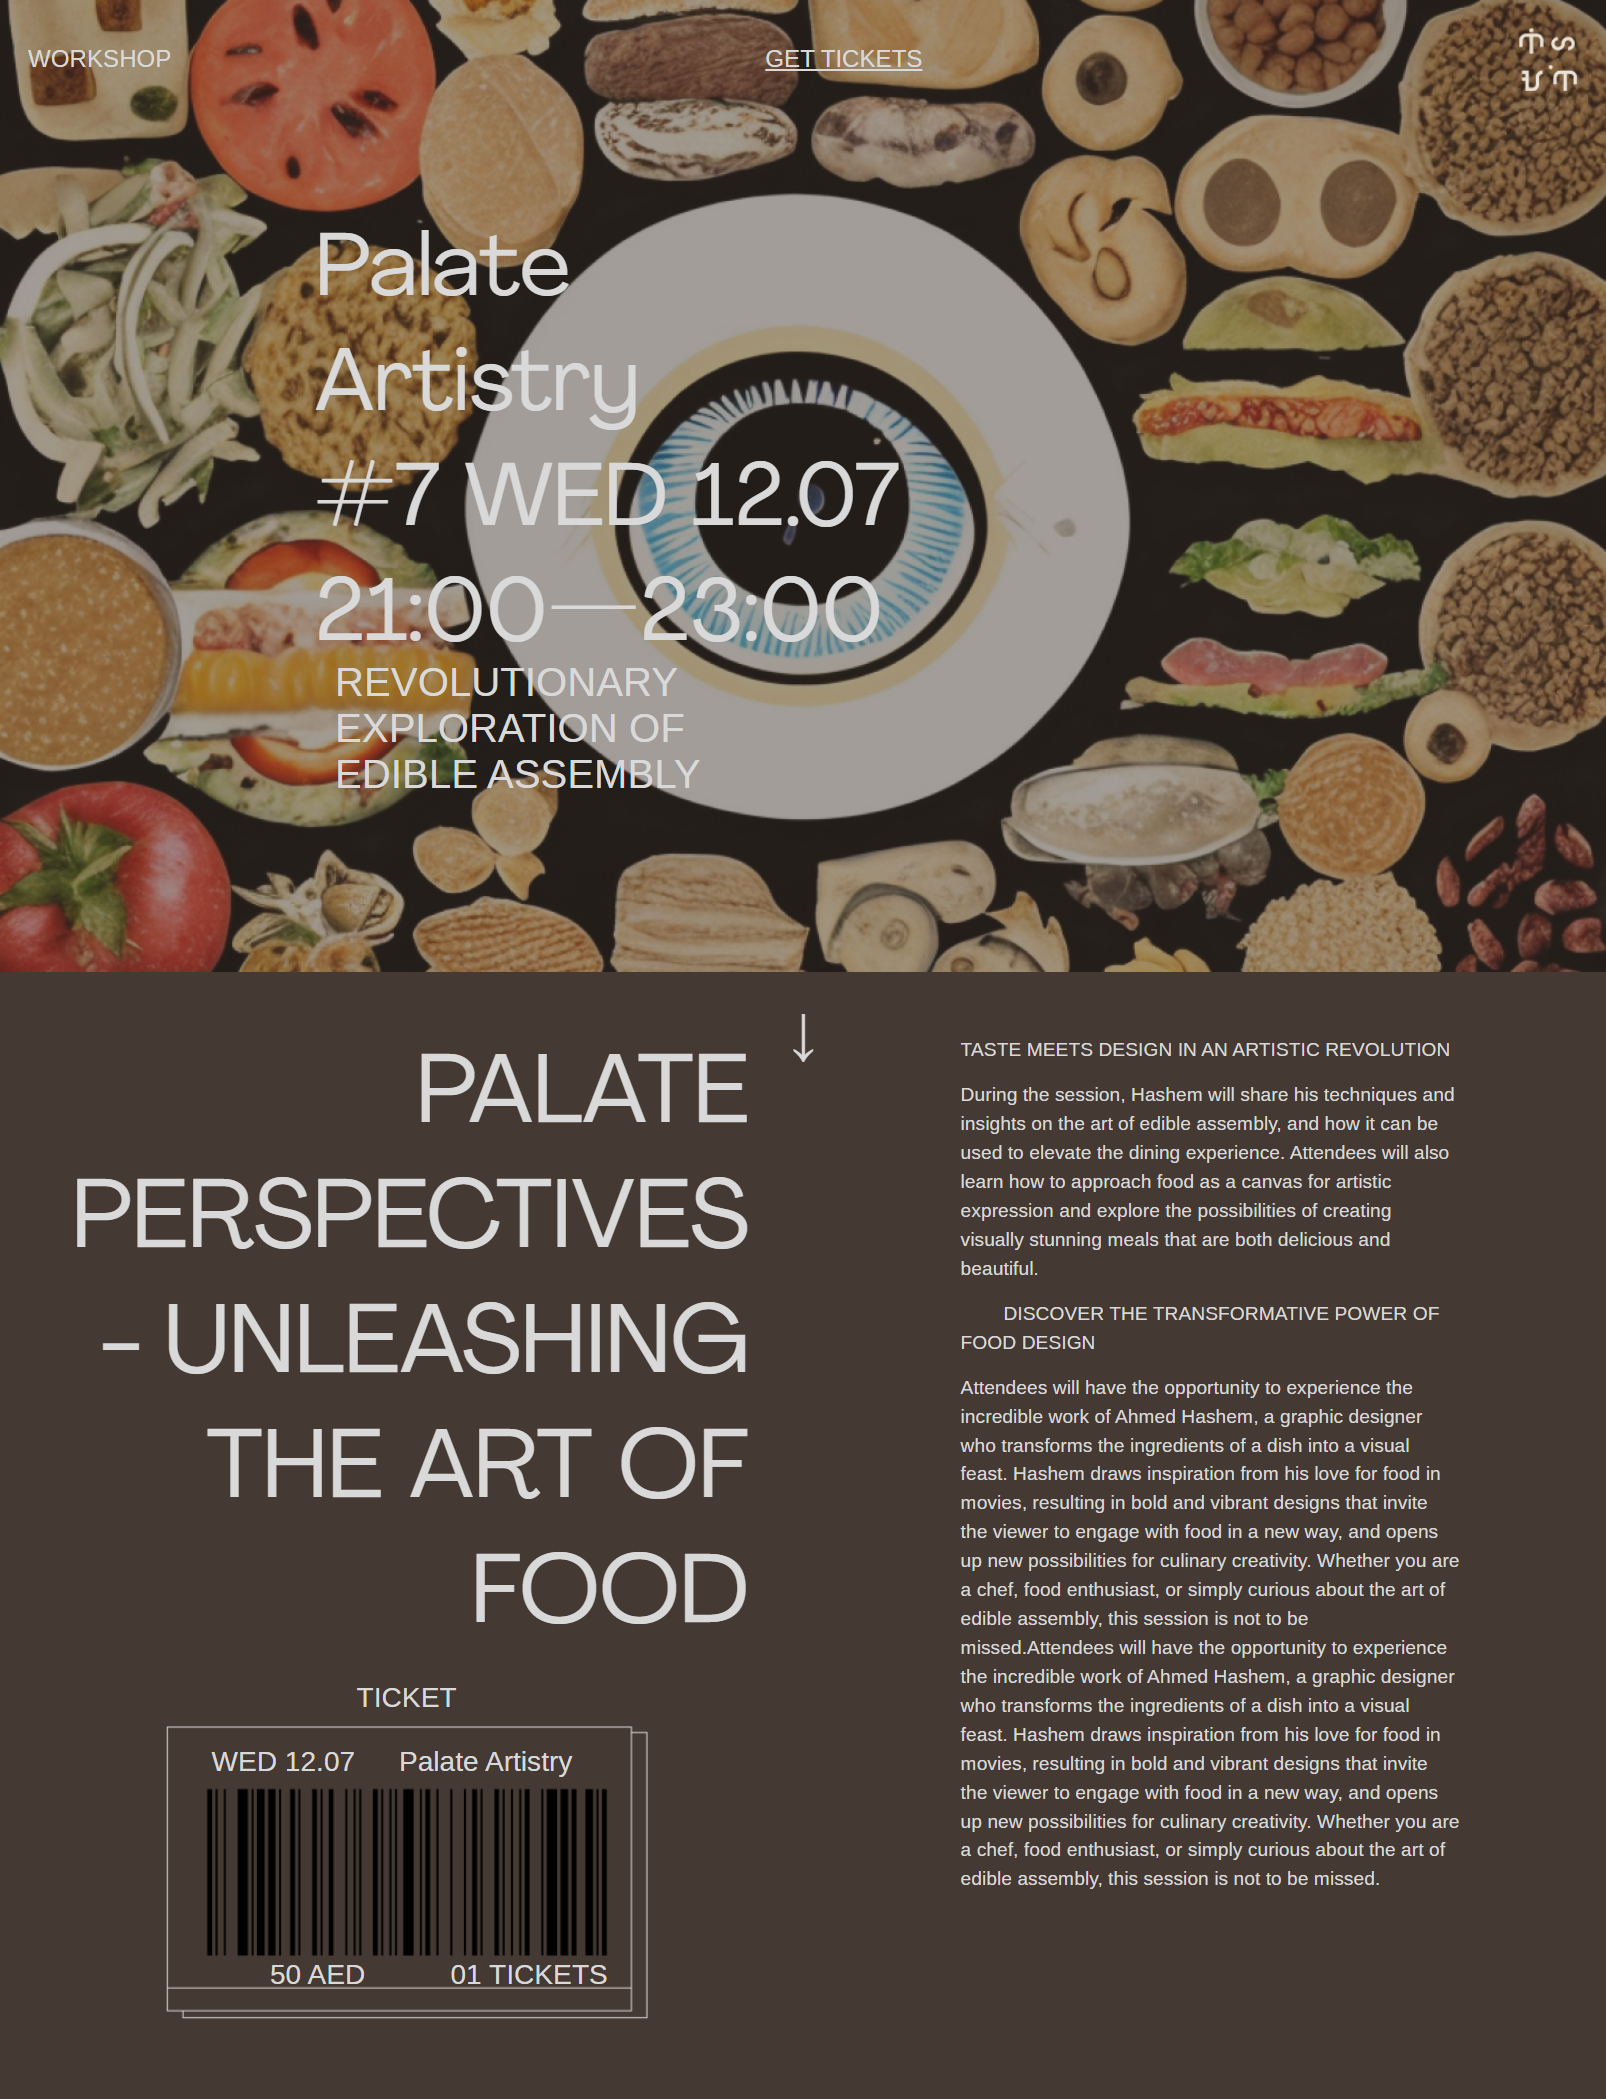 WORKSHOP
GET TICKETS
Palate
Artistry
#7 WED 12.07
21:00—23:00
REVOLUTIONARY
EXPLORATION OF
EDIBLE ASSEMBLY
↓
PALATE
PERSPECTIVES
– UNLEASHING
THE ART OF
FOOD
TASTE MEETS DESIGN IN AN ARTISTIC REVOLUTION
During the session, Hashem will share his techniques and
insights on the art of edible assembly, and how it can be
used to elevate the dining experience. Attendees will also
learn how to approach food as a canvas for artistic
expression and explore the possibilities of creating
visually stunning meals that are both delicious and
beautiful.
DISCOVER THE TRANSFORMATIVE POWER OF
FOOD DESIGN
Attendees will have the opportunity to experience the
incredible work of Ahmed Hashem, a graphic designer
who transforms the ingredients of a dish into a visual
feast. Hashem draws inspiration from his love for food in
movies, resulting in bold and vibrant designs that invite
the viewer to engage with food in a new way, and opens
up new possibilities for culinary creativity. Whether you are
a chef, food enthusiast, or simply curious about the art of
edible assembly, this session is not to be
missed.Attendees will have the opportunity to experience
the incredible work of Ahmed Hashem, a graphic designer
who transforms the ingredients of a dish into a visual
feast. Hashem draws inspiration from his love for food in
movies, resulting in bold and vibrant designs that invite
the viewer to engage with food in a new way, and opens
up new possibilities for culinary creativity. Whether you are
a chef, food enthusiast, or simply curious about the art of
edible assembly, this session is not to be missed.
TICKET
WED 12.07 Palate Artistry
50 AED 01 TICKETS